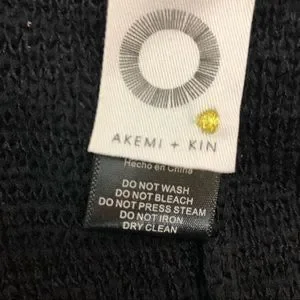 AKEMI + KIN
Hecho en China
DO NOT WASH
DO NOT BLEACH
DO NOT PRESS STEAM
DO NOT IRON
DRY CLEAN